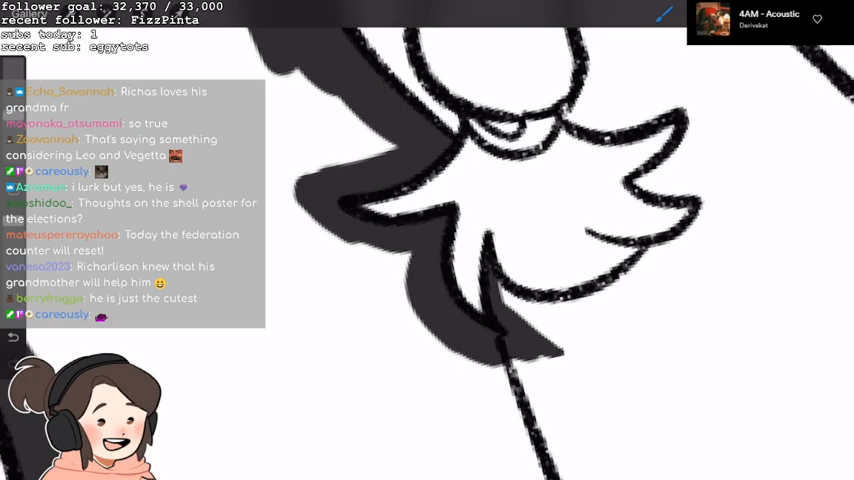 follower goal: 32,370 / 33,000
Gallery
recent follower: FizzPinta
subs today: 1
recent sub: eggytots
4AM - Acoustic
Derivakat
Echo_Savannah: Richas loves his
grandma fr
mayonaka_otsumami: so true
Zoavannah: That's saying something
considering Leo and Vegetta
careously:
i lurk but yes, he is
Thoughts on the shell poster for
the elections?
mateuspererayahoo: Today the federation
counter will reset!
vanesa2023: Richarlison knew that his
grandmother will help him
berryfroggo: he is just the cutest
careously: